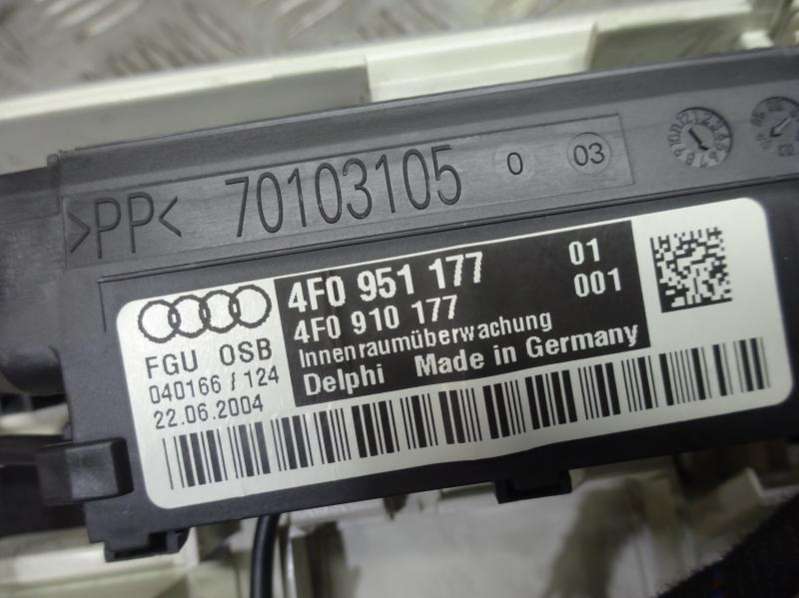 >PP< 70103105 0 03
4F0 951 177 01
4F0 910 177 001
Innenraumüberwachung
Delphi Made in Germany
FGU OSB
040166 / 124
22.06.2004